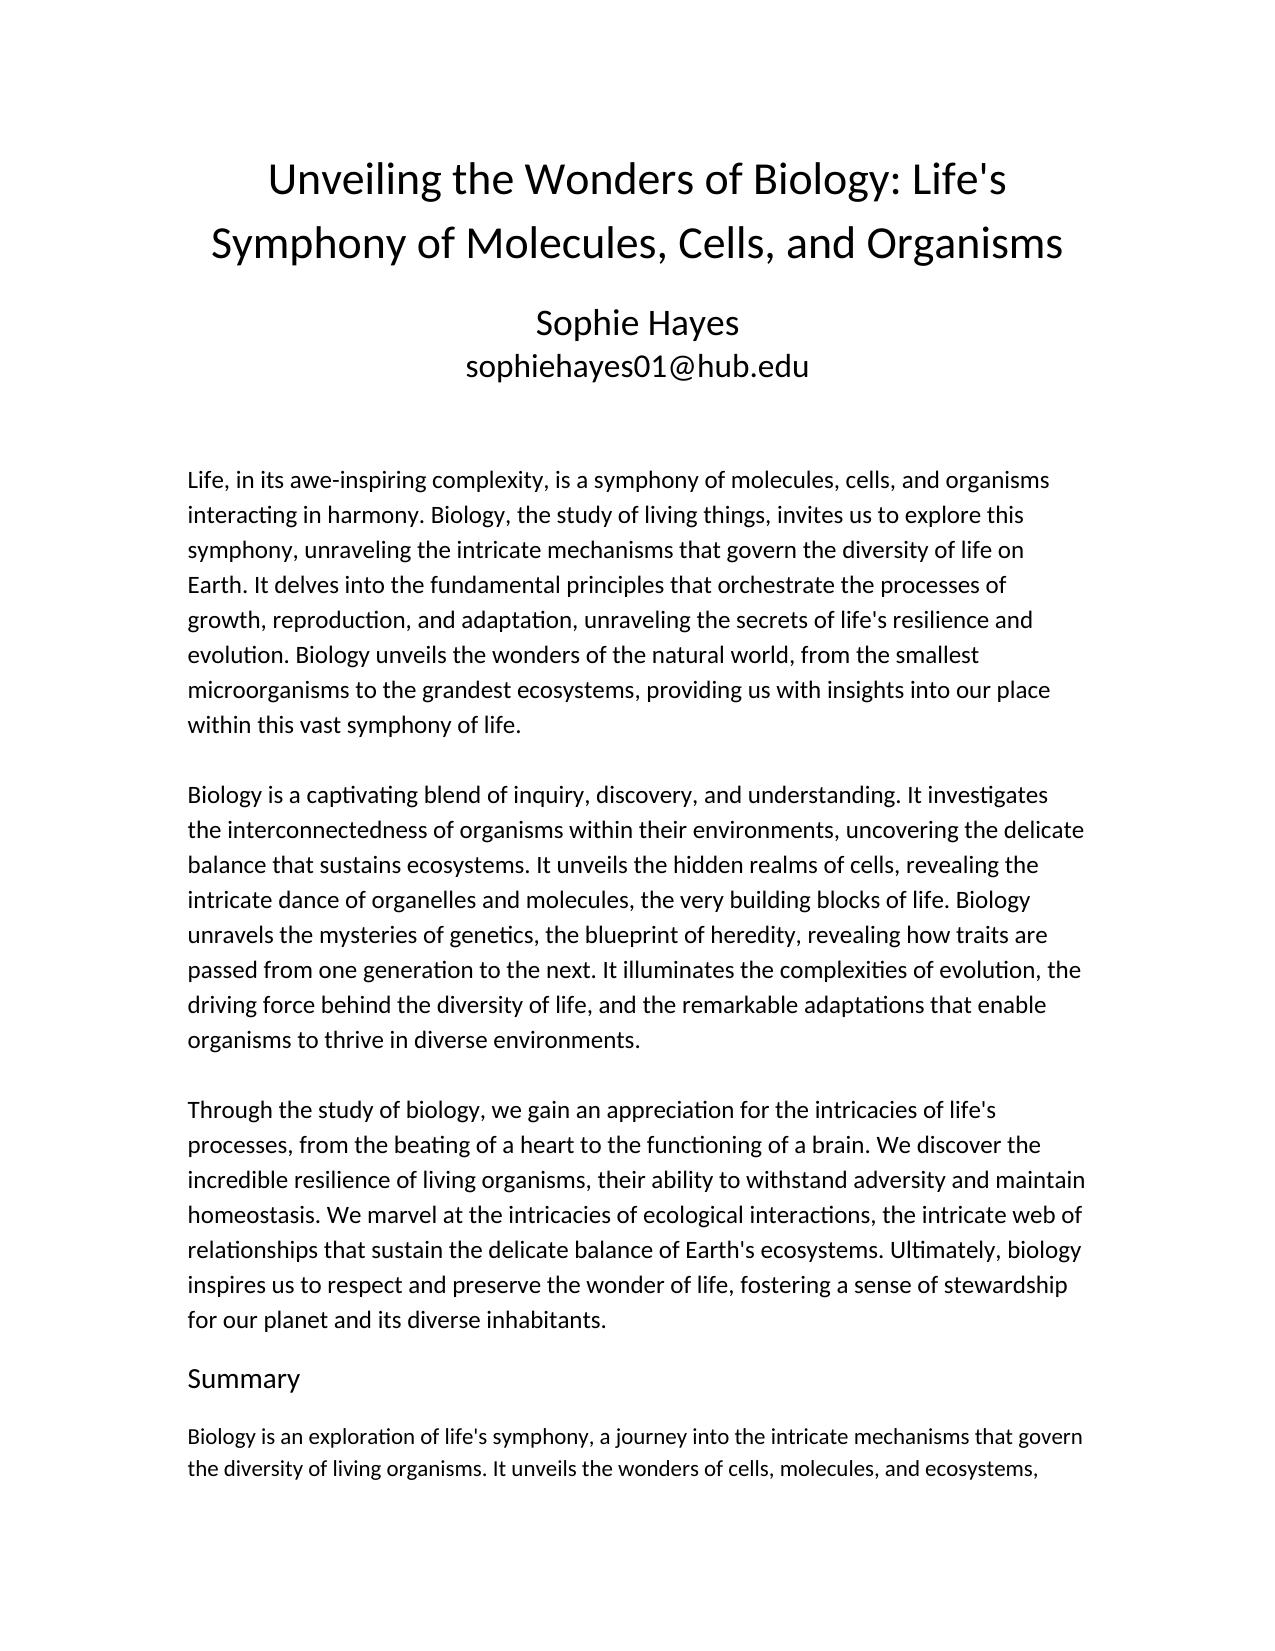 Unveiling the Wonders of Biology: Life's
Symphony of Molecules, Cells, and Organisms
Sophie Hayes
sophiehayes01@hub.edu
Life, in its awe-inspiring complexity, is a symphony of molecules, cells, and organisms
interacting in harmony. Biology, the study of living things, invites us to explore this
symphony, unraveling the intricate mechanisms that govern the diversity of life on
Earth. It delves into the fundamental principles that orchestrate the processes of
growth, reproduction, and adaptation, unraveling the secrets of life's resilience and
evolution. Biology unveils the wonders of the natural world, from the smallest
microorganisms to the grandest ecosystems, providing us with insights into our place
within this vast symphony of life.
Biology is a captivating blend of inquiry, discovery, and understanding. It investigates
the interconnectedness of organisms within their environments, uncovering the delicate
balance that sustains ecosystems. It unveils the hidden realms of cells, revealing the
intricate dance of organelles and molecules, the very building blocks of life. Biology
unravels the mysteries of genetics, the blueprint of heredity, revealing how traits are
passed from one generation to the next. It illuminates the complexities of evolution, the
driving force behind the diversity of life, and the remarkable adaptations that enable
organisms to thrive in diverse environments.
Through the study of biology, we gain an appreciation for the intricacies of life's
processes, from the beating of a heart to the functioning of a brain. We discover the
incredible resilience of living organisms, their ability to withstand adversity and maintain
homeostasis. We marvel at the intricacies of ecological interactions, the intricate web of
relationships that sustain the delicate balance of Earth's ecosystems. Ultimately, biology
inspires us to respect and preserve the wonder of life, fostering a sense of stewardship
for our planet and its diverse inhabitants.
Summary
Biology is an exploration of life's symphony, a journey into the intricate mechanisms that govern
the diversity of living organisms. It unveils the wonders of cells, molecules, and ecosystems,